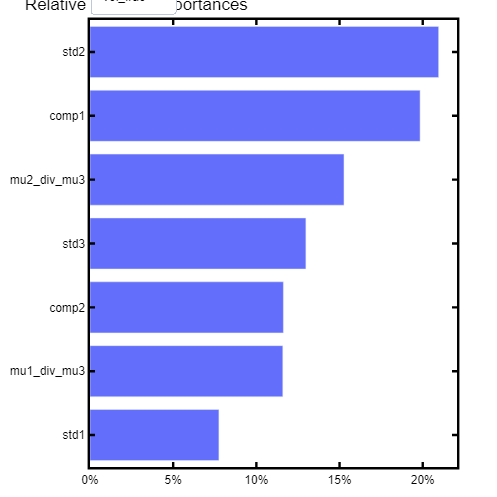 Relative
portances
std2
comp1
mu2_div_mu3
std3
comp2
mu1_div_mu3
std1
0% 5% 10% 15% 20%